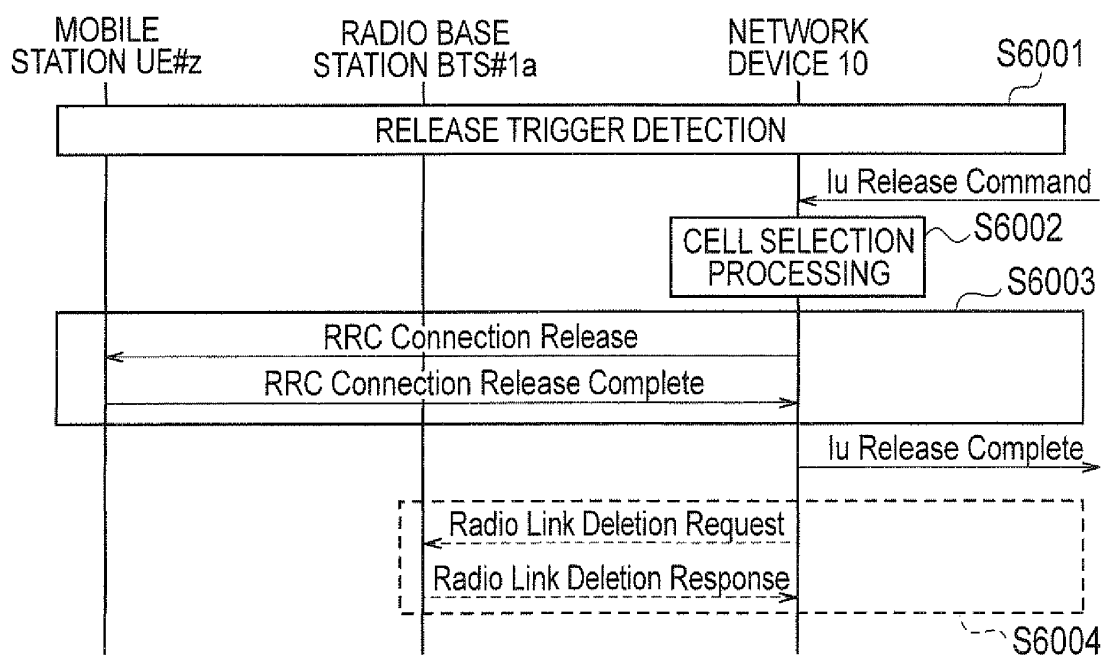 MOBILE
STATION UE#z
RADIO BASE
STATION BTS#1a
NETWORK
DEVICE 10
S6001
RELEASE TRIGGER DETECTION
Iu Release Command
CELL SELECTION
PROCESSING
S6002
S6003
RRC Connection Release
RRC Connection Release Complete
Iu Release Complete
Radio Link Deletion Request
Radio Link Deletion Response
S6004